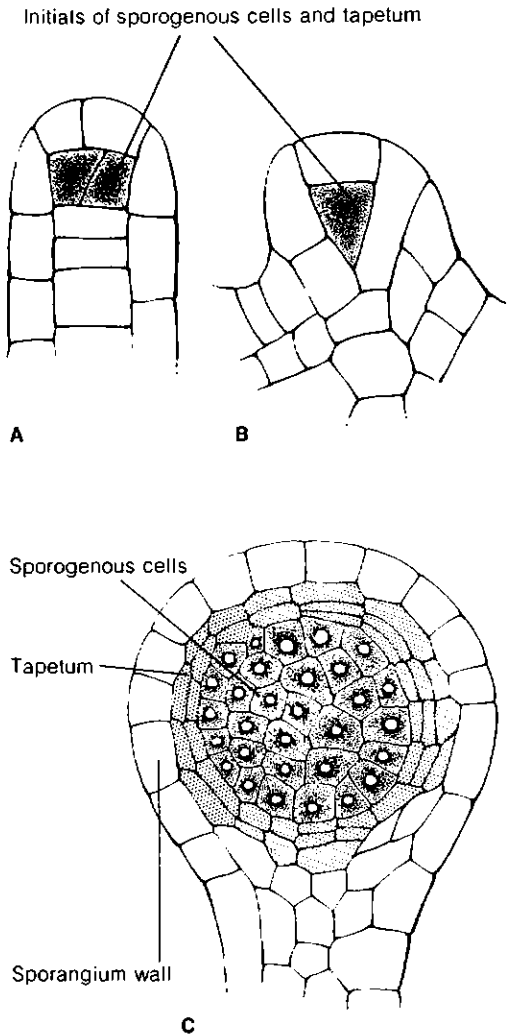 Initials of sporogenous cells and tapetum
A
B
Sporogenous cells
Tapetum
Sporangium wall
C